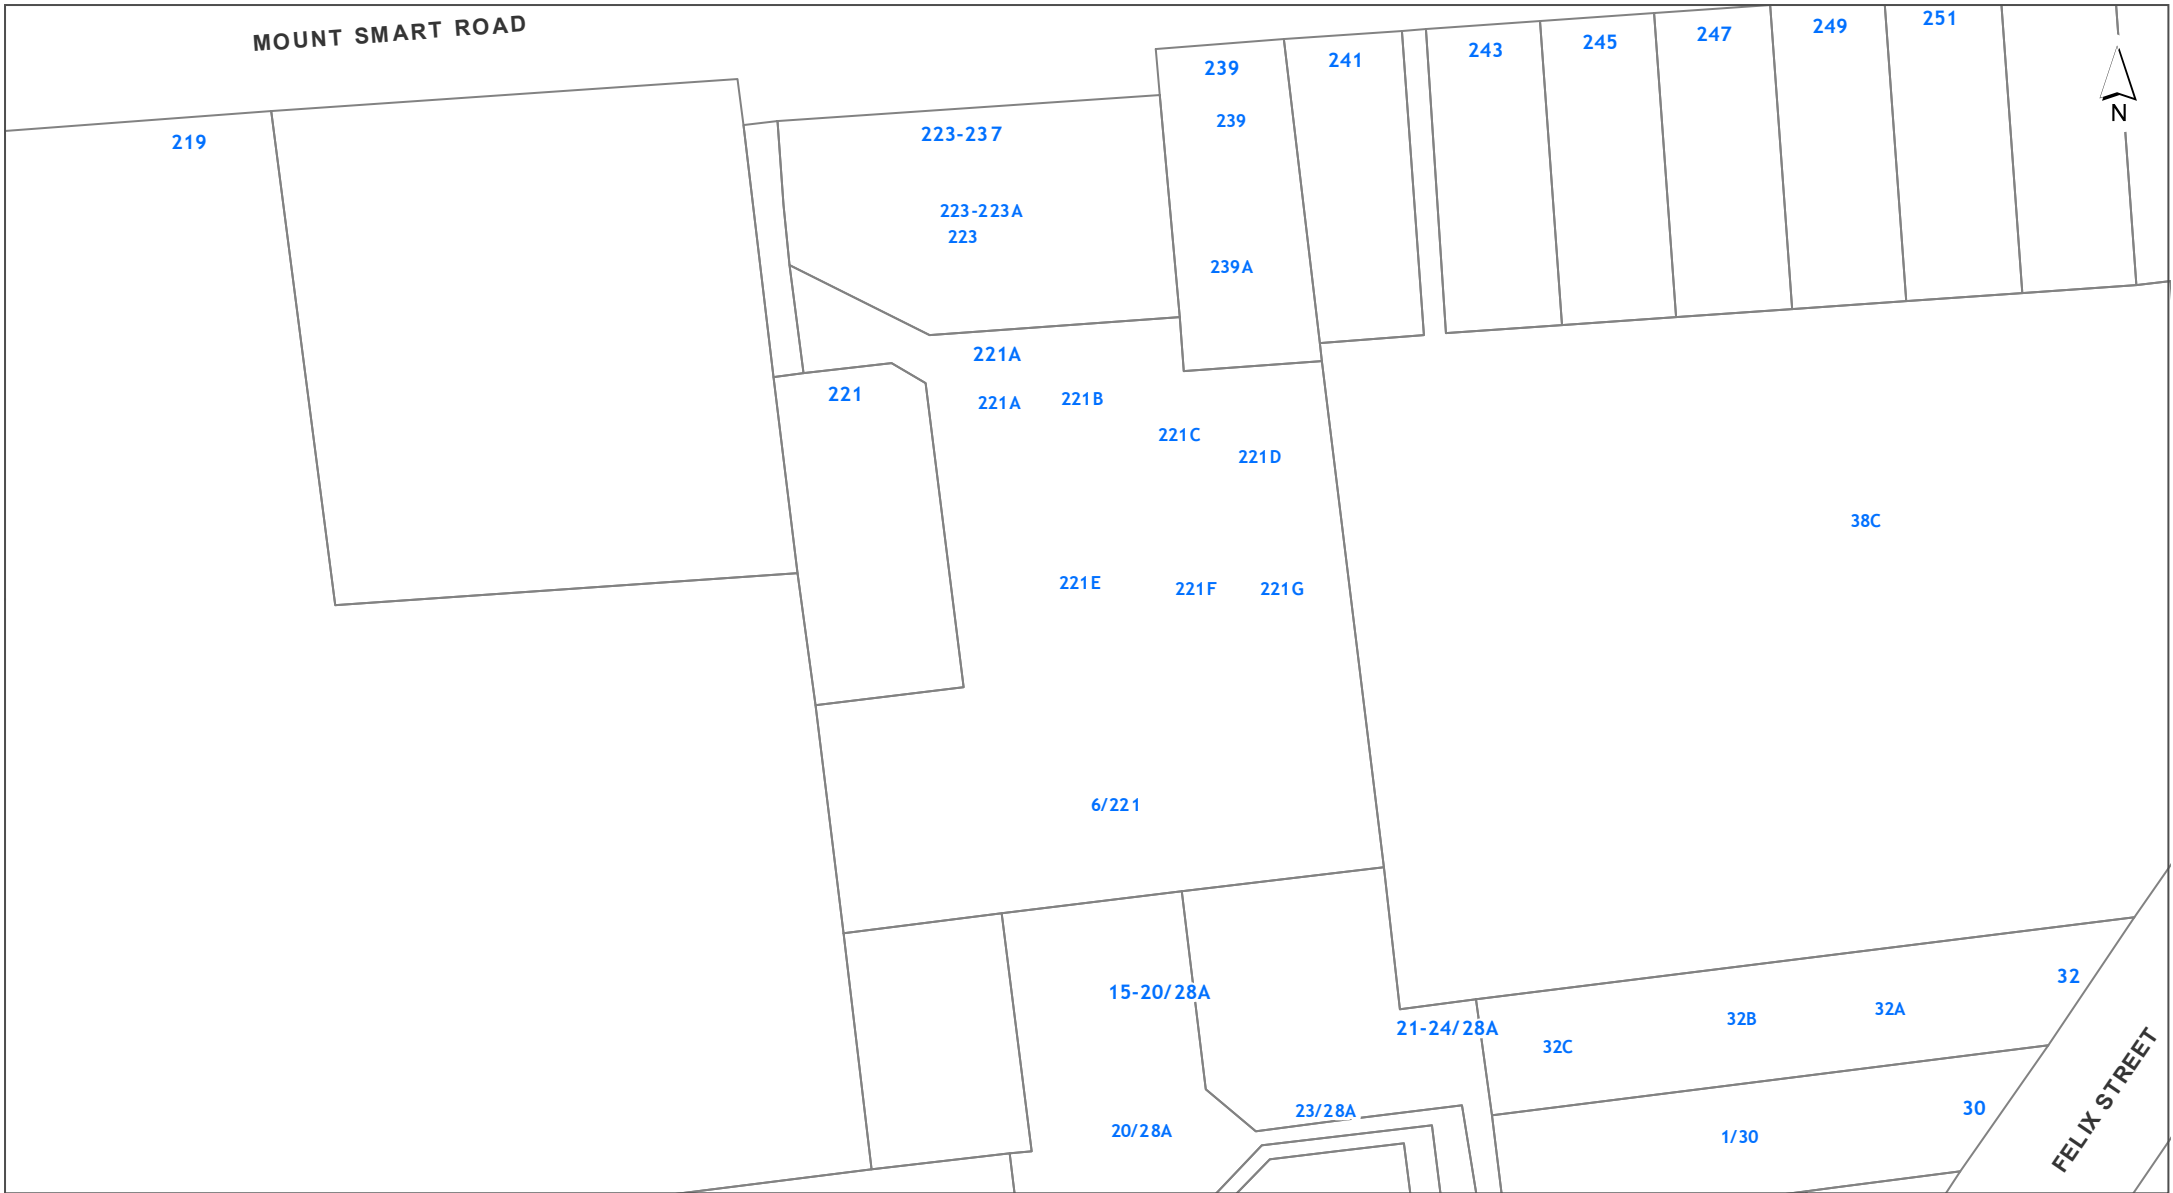 MOUNT SMART ROAD
251
249
247
245
243
241
239
239
N
223-237
219
223-223A
223
239A
221A
221
221A
221B
221C
221D
38C
221E
221F
221G
6/221
32
15-20/28A
32A
32B
21-24/28A
32C
30
23/28A
20/28A
1/30
FELIX STREET